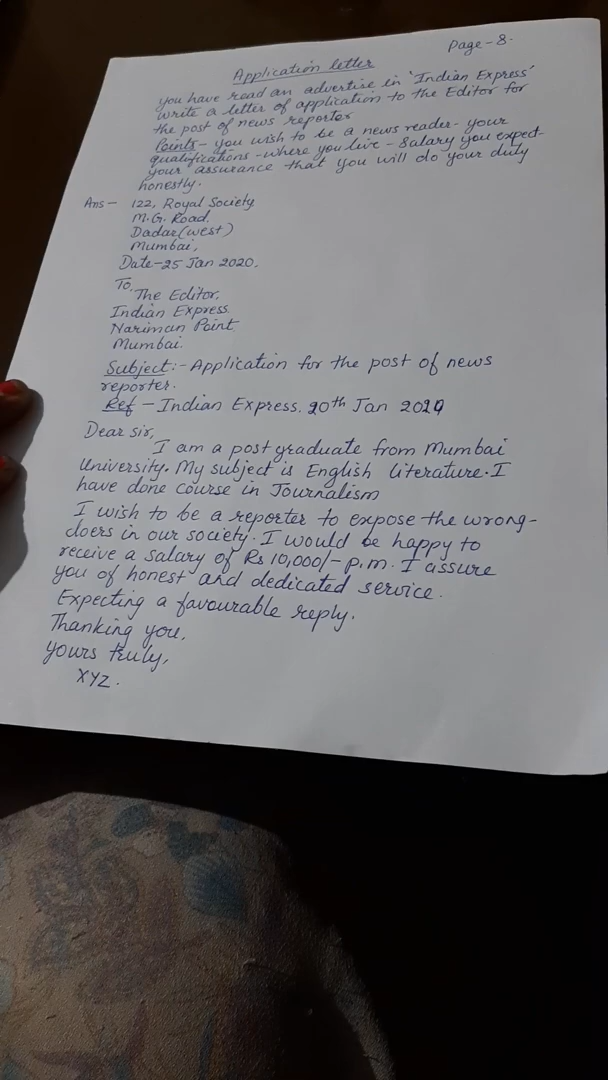 Page-8-
Application letter
you have read an advertise in 'Indian Express'
write a letter of application to the Editor for
the post of news reporter
Points - you wish to be a news reader - your
qualifications - where you live - Salary you expect-
your assurance that you will do your duty
honestly.
Ans - 122, Royal Society
M.G. Road,
Dadar (west)
Mumbai,
Date-25 Jan 2020.
To,
The Editor,
Indian Express
Nariman Point
Mumbai.
Subject:- Application for the post of news
reporter.
Ref - Indian Express. 20th Jan
Dear sir,
I am a post graduate from Mumbai
University. My subject is English literature. I
have done course in Journalism
I wish to be a reporter to expose the wrong-
doers in our society. I would be happy to
receive a salary of Rs 10,000/- p.m. I assure
you of honest and dedicated service.
Expecting a favourable reply.
Thanking you,
yours truly,
XYZ.